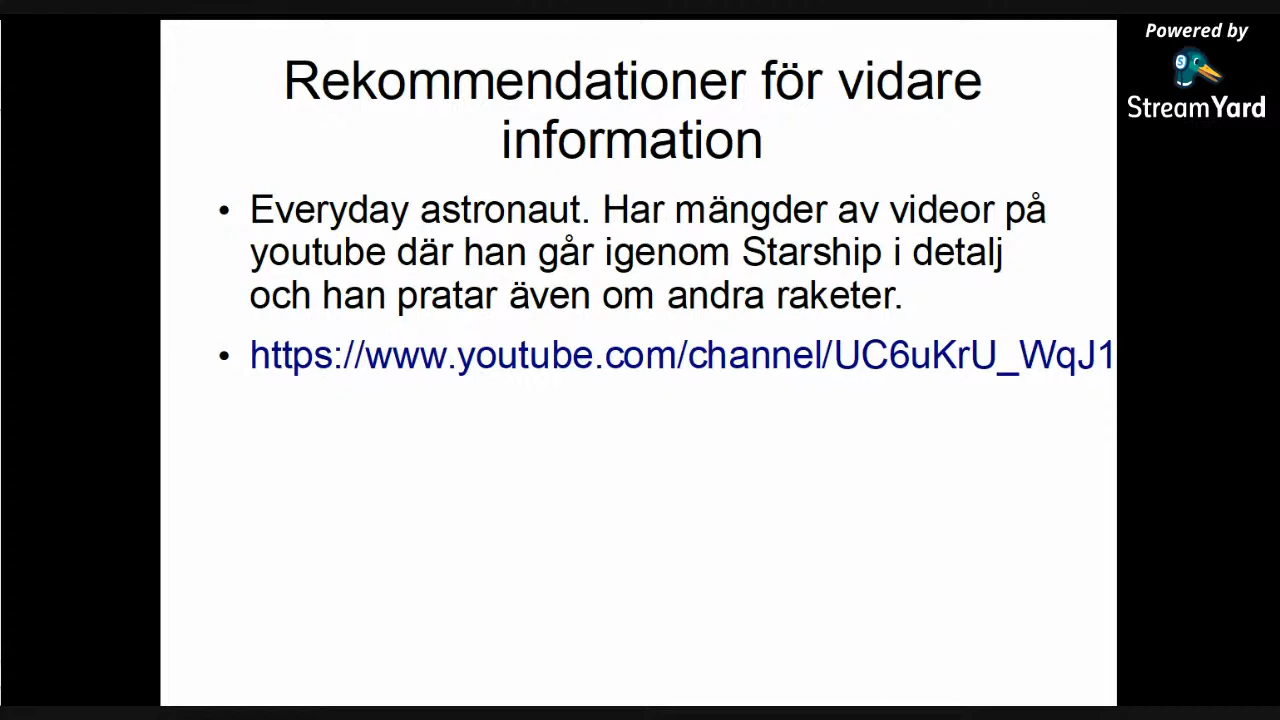 Rekommendationer för vidare
information
• Everyday astronaut. Har mängder av videor på
youtube där han går igenom Starship i detalj
och han pratar även om andra raketer.
• https://www.youtube.com/channel/UC6uKrU_WqJ1
Powered by
StreamYard